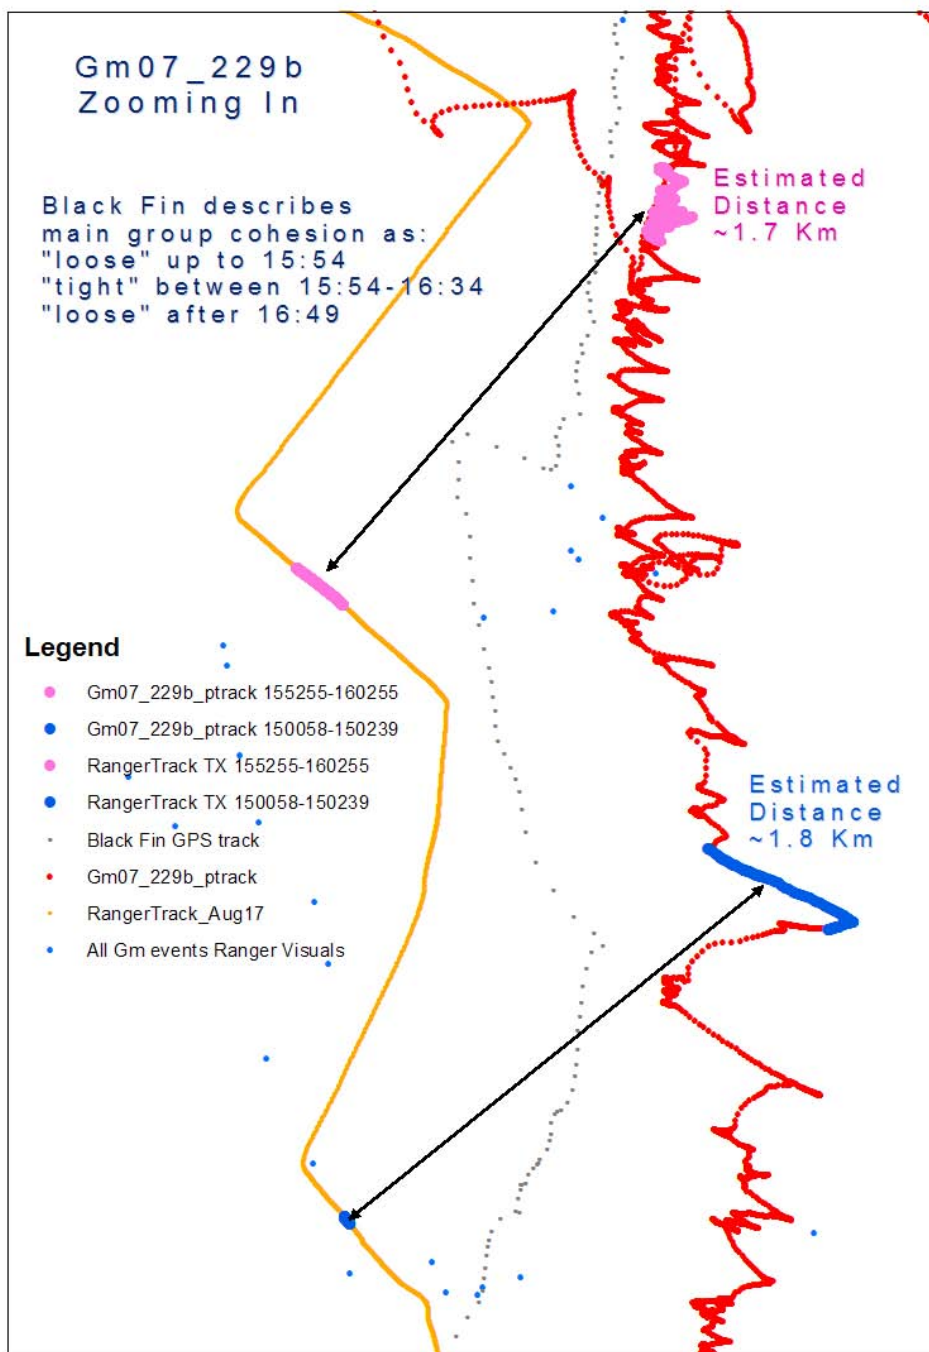 Gm07_229b
Zooming In
Black Fin describes
main group cohesion as:
"loose" up to 15:54
"tight" between 15:54-16:34
"loose" after 16:49
Estimated
Distance
~1.7 Km
Legend
Gm07_229b_ptrack 155255-160255
Gm07_229b_ptrack 150058-150239
RangerTrack TX 155255-160255
RangerTrack TX 150058-150239
Black Fin GPS track
Gm07_229b_ptrack
RangerTrack_Aug17
All Gm events Ranger Visuals
Estimated
Distance
~1.8 Km